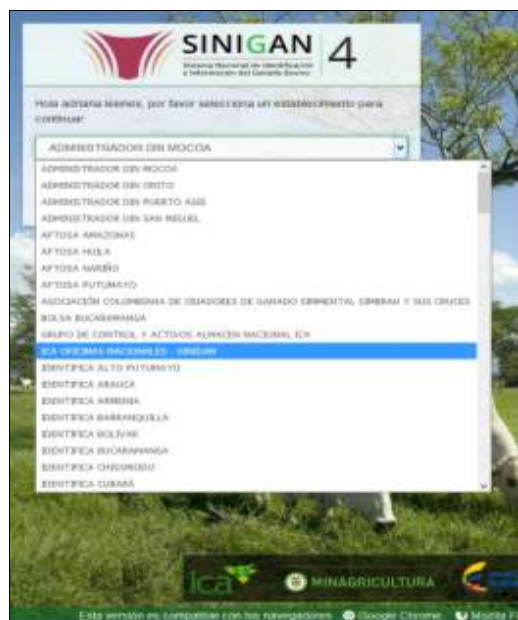 SINIGAN 4
Sistema Nacional de Identificación
e Información del Ganado Bovino
Hola adriana lesmes, por favor selecciona un establecimiento para
continuar
ADMINISTRADOR DIN MOCOA
ADMINISTRADOR DIN MOCOA
ADMINISTRADOR DIN ORITO
ADMINISTRADOR DIN PUERTO ASIS
ADMINISTRADOR DIN SAN MIGUEL
AFTOSA AMAZONAS
AFTOSA HUILA
AFTOSA NARIÑO
AFTOSA PUTUMAYO
ASOCIACIÓN COLOMBIANA DE CRIADORES DE GANADO SIMMENTAL SIMBRAH Y SUS CRUCES
BOLSA BUCARAMANGA
GRUPO DE CONTROL Y ACTIVOS ALMACEN NACIONAL ICA
ICA OFICINAS NACIONALES - SINIGAN
IDENTIFICA ALTO PUTUMAYO
IDENTIFICA ARAUCA
IDENTIFICA ARMENIA
IDENTIFICA BARRANQUILLA
IDENTIFICA BOLÍVAR
IDENTIFICA BUCARAMANGA
IDENTIFICA CHIGORODO
IDENTIFICA CUBARÁ
ica MINAGRICULTURA
Esta versión es compatible con los navegadores Google Chrome Mozilla Fi